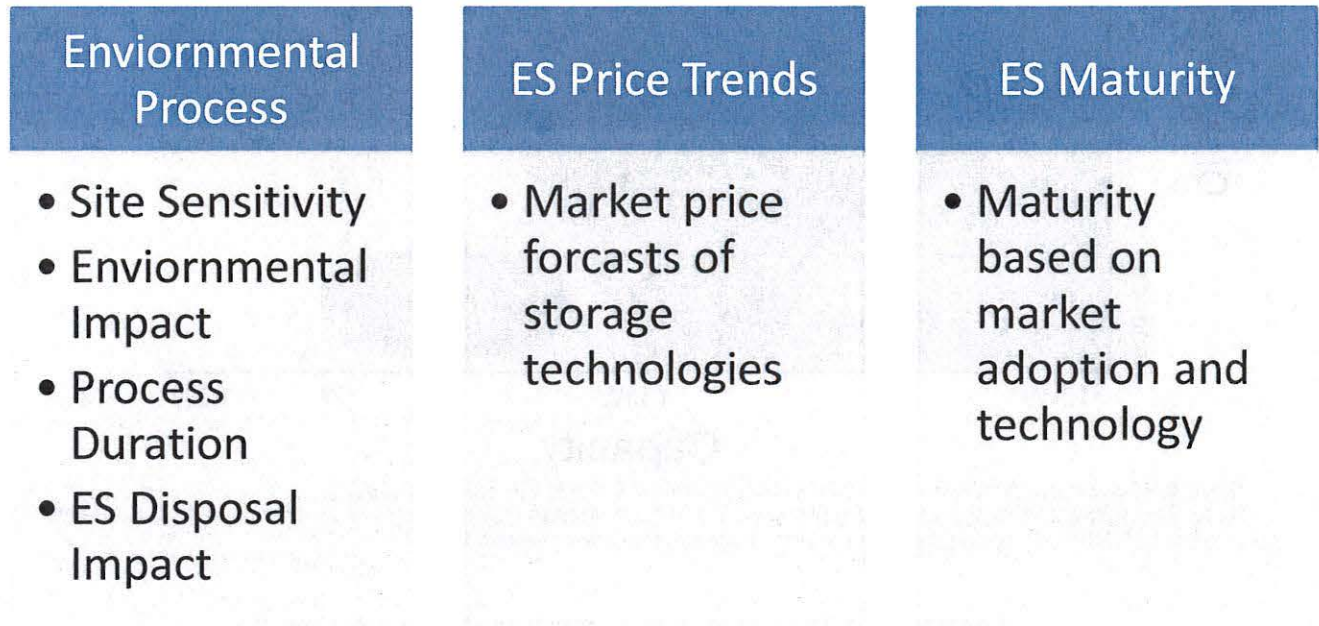 Enviornmental
Process
• Site Sensitivity
• Enviornmental
Impact
• Process
Duration
• ES Disposal
Impact
ES Price Trends
• Market price
forcasts of
storage
technologies
ES Maturity
• Maturity
based on
market
adoption and
technology